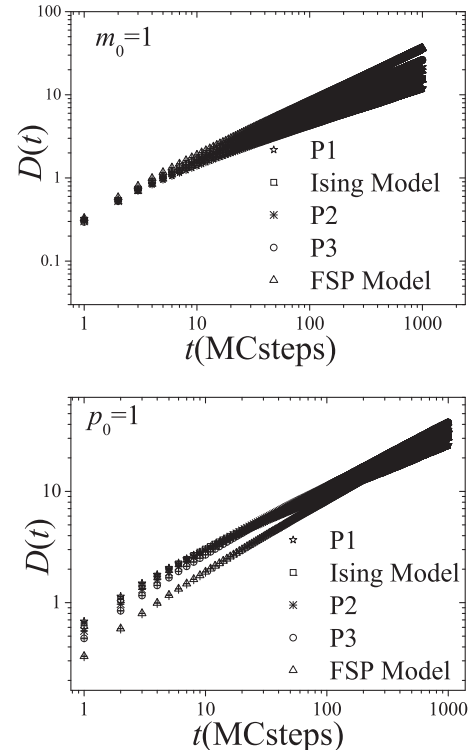 m₀=1
100
10
1
0.1
D(t)
P1
Ising Model
P2
P3
FSP Model
1 10 100 1000
t(MCsteps)
p₀=1
10
1
D(t)
P1
Ising Model
P2
P3
FSP Model
1 10 100 1000
t(MCsteps)